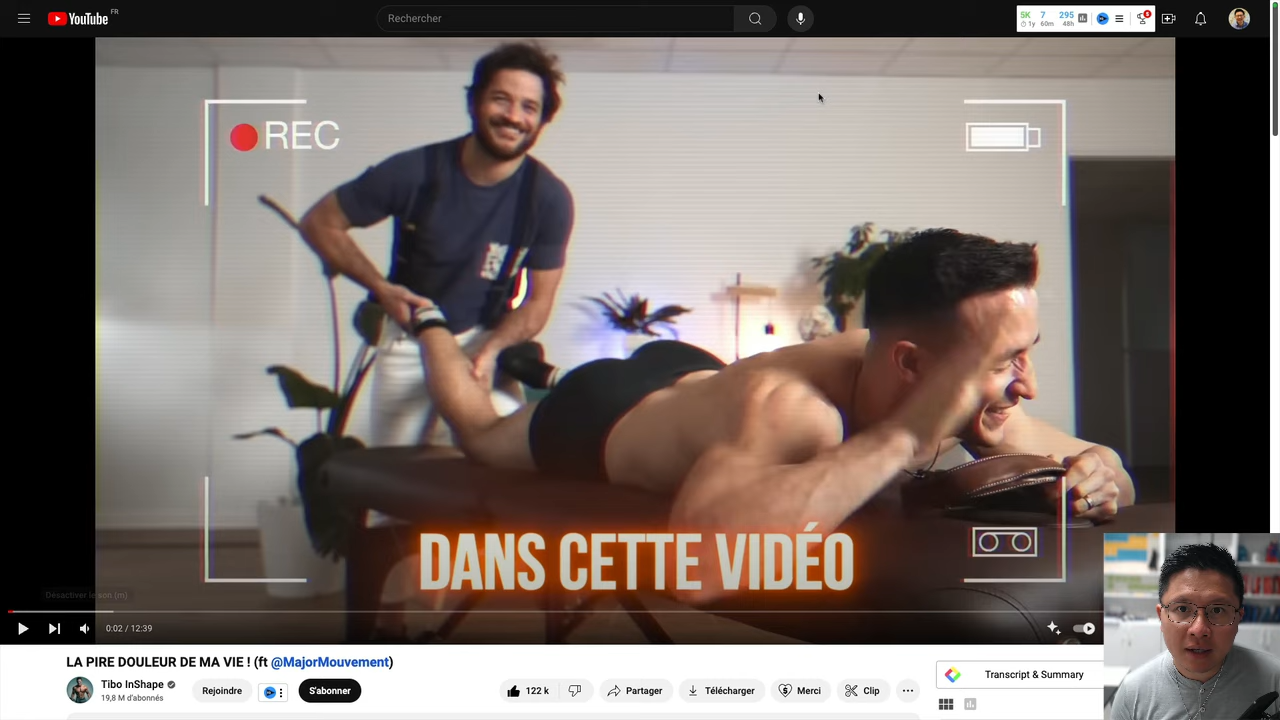 YouTube FR
Rechercher
5K 7 295
1y 60m 48h
8
REC
DANS CETTE VIDÉO
Désactiver le son (m)
0:02 / 12:39
LA PIRE DOULEUR DE MA VIE ! (ft @MajorMouvement)
Tibo InShape
19,8 M d'abonnés
Rejoindre
S'abonner
122 k
Partager
Télécharger
Merci
Clip
Transcript & Summary